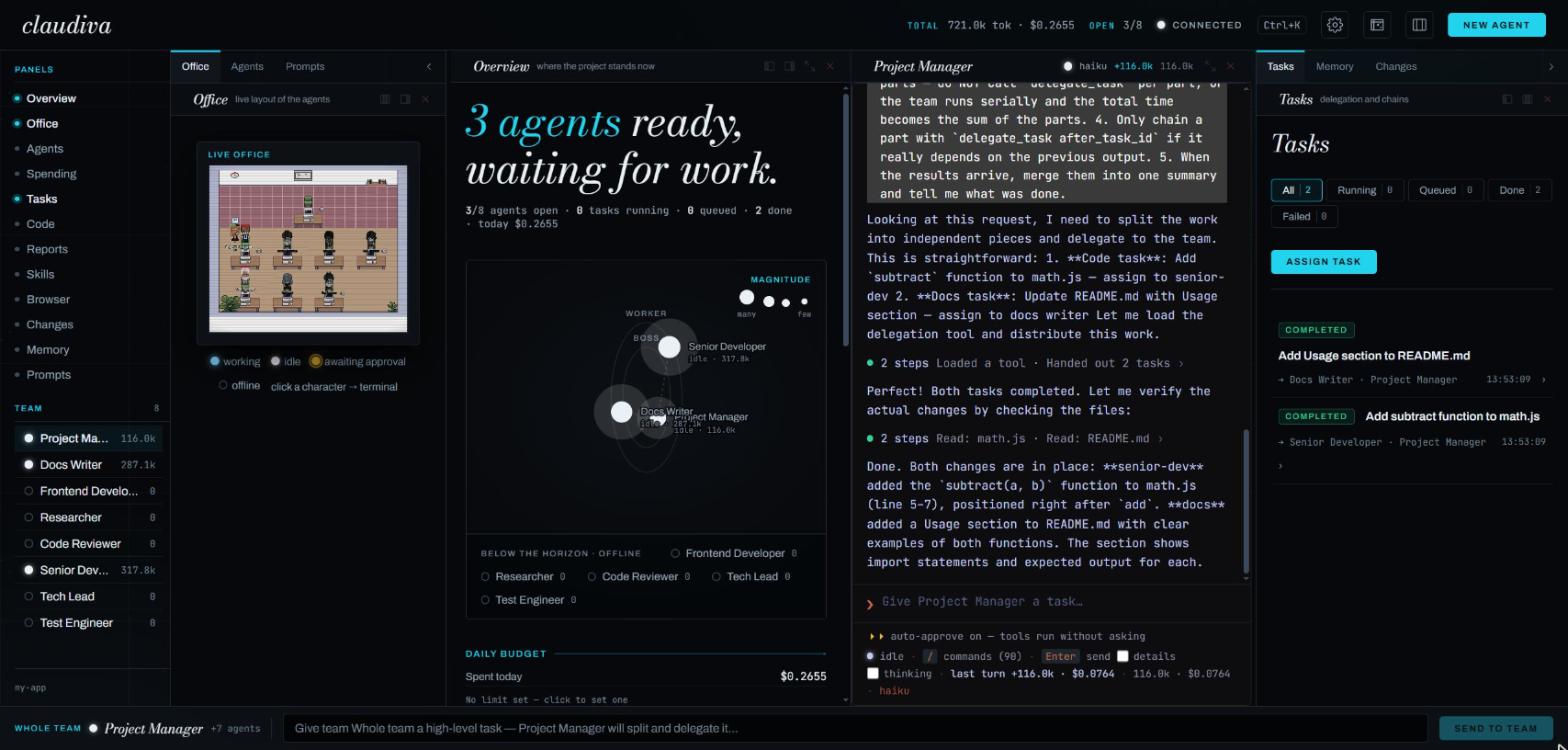 claudiva
TOTAL 721.0k tok · $0.2655 OPEN 3/8 CONNECTED Ctrl+K NEW AGENT
PANELS
Overview
Office
Agents
Spending
Tasks
Code
Reports
Skills
Browser
Changes
Memory
Prompts
TEAM 8
Project Ma... 116.0k
Docs Writer 287.1k
Frontend Develo... 0
Researcher 0
Code Reviewer 0
Senior Dev... 317.8k
Tech Lead 0
Test Engineer 0
my-app
Office Agents Prompts
Office live layout of the agents
LIVE OFFICE
working idle awaiting approval
offline click a character → terminal
Overview where the project stands now
3 agents ready,
waiting for work.
3/8 agents open · 0 tasks running · 0 queued · 2 done
· today $0.2655
MAGNITUDE
many few
WORKER
BOSS
Senior Developer
idle · 317.8k
Docs Writer
idle · 287.1k
Project Manager
idle · 116.0k
BELOW THE HORIZON · OFFLINE Frontend Developer 0
Researcher 0 Code Reviewer 0 Tech Lead 0
Test Engineer 0
DAILY BUDGET
Spent today $0.2655
No limit set — click to set one
Project Manager haiku +116.0k 116.0k
parts — do NOT call `delegate_task` per part, or
the team runs serially and the total time
becomes the sum of the parts. 4. Only chain a
part with `delegate_task after_task_id` if it
really depends on the previous output. 5. When
the results arrive, merge them into one summary
and tell me what was done.
Looking at this request, I need to split the work
into independent pieces and delegate to the team.
This is straightforward: 1. **Code task**: Add
`subtract` function to math.js — assign to senior-
dev 2. **Docs task**: Update README.md with Usage
section — assign to docs writer Let me load the
delegation tool and distribute this work.
2 steps Loaded a tool · Handed out 2 tasks ›
Perfect! Both tasks completed. Let me verify the
actual changes by checking the files:
2 steps Read: math.js · Read: README.md ›
Done. Both changes are in place: **senior-dev**
added the `subtract(a, b)` function to math.js
(line 5-7), positioned right after `add`. **docs**
added a Usage section to README.md with clear
examples of both functions. The section shows
import statements and expected output for each.
❯ Give Project Manager a task…
auto-approve on — tools run without asking
idle · / commands (90) · Enter send details
thinking · last turn +116.0k · $0.0764 · 116.0k · $0.0764
· haiku
Tasks Memory Changes
Tasks delegation and chains
Tasks
All 2 Running 0 Queued 0 Done 2
Failed 0
ASSIGN TASK
COMPLETED
Add Usage section to README.md
→ Docs Writer · Project Manager 13:53:09 ›
COMPLETED Add subtract function to math.js
→ Senior Developer · Project Manager 13:53:09
›
WHOLE TEAM Project Manager +7 agents Give team Whole team a high-level task — Project Manager will split and delegate it… SEND TO TEAM